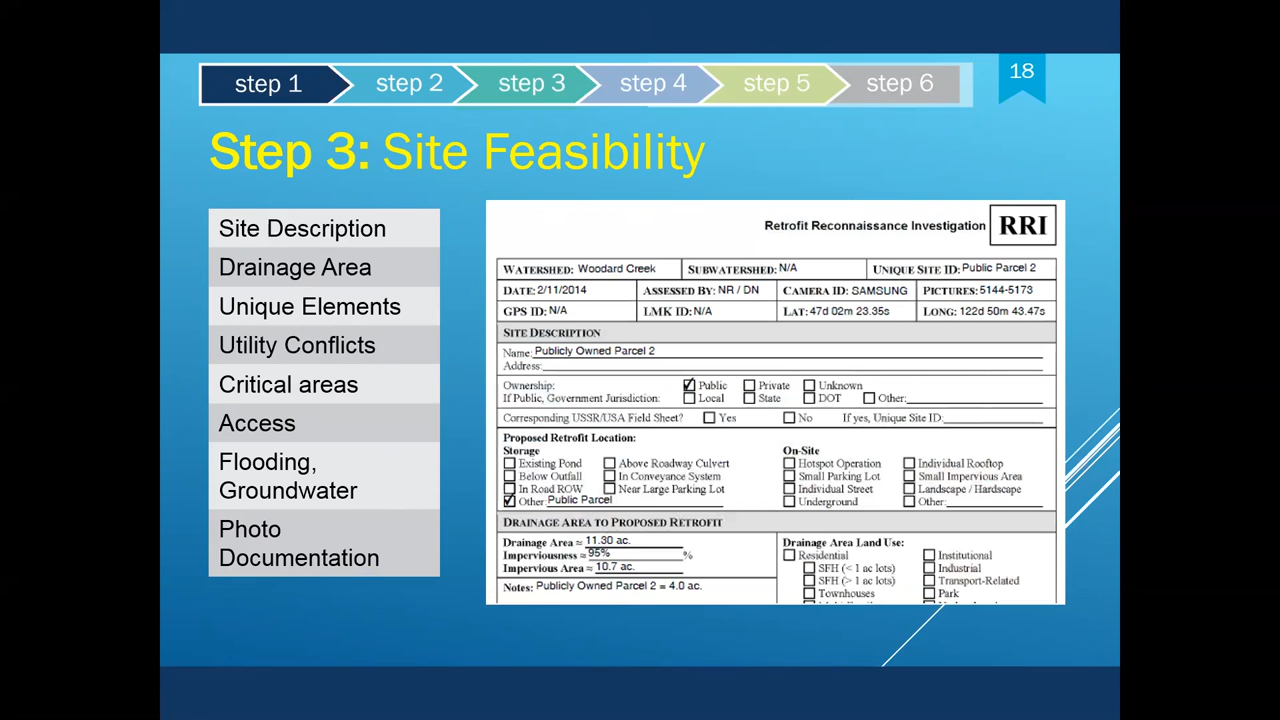 step 1 step 2 step 3 step 4 step 5 step 6
18
Step 3: Site Feasibility
Site Description
Drainage Area
Unique Elements
Utility Conflicts
Critical areas
Access
Flooding,
Groundwater
Photo
Documentation
Retrofit Reconnaissance Investigation RRI
WATERSHED: Woodard Creek SUBWATERSHED: N/A UNIQUE SITE ID: Public Parcel 2
DATE: 2/11/2014 ASSESSED BY: NR / DN CAMERA ID: SAMSUNG PICTURES: 5144-5173
GPS ID: N/A LMK ID: N/A LAT: 47d 02m 23.35s LONG: 122d 50m 43.47s
SITE DESCRIPTION
Name: Publicly Owned Parcel 2
Address:
Ownership: Public Private Unknown
If Public, Government Jurisdiction: Local State DOT Other:
Corresponding USSR/USA Field Sheet? Yes No If yes, Unique Site ID:
Proposed Retrofit Location:
Storage On-Site
Existing Pond Above Roadway Culvert Hotspot Operation Individual Rooftop
Below Outfall In Conveyance System Small Parking Lot Small Impervious Area
In Road ROW Near Large Parking Lot Individual Street Landscape / Hardscape
Other: Public Parcel Underground Other:
DRAINAGE AREA TO PROPOSED RETROFIT
Drainage Area ≈ 11.30 ac.
Imperviousness ≈ 95% %
Impervious Area ≈ 10.7 ac.
Notes: Publicly Owned Parcel 2 = 4.0 ac.
Drainage Area Land Use:
Residential Institutional
SFH (< 1 ac lots) Industrial
SFH (> 1 ac lots) Transport-Related
Townhouses Park